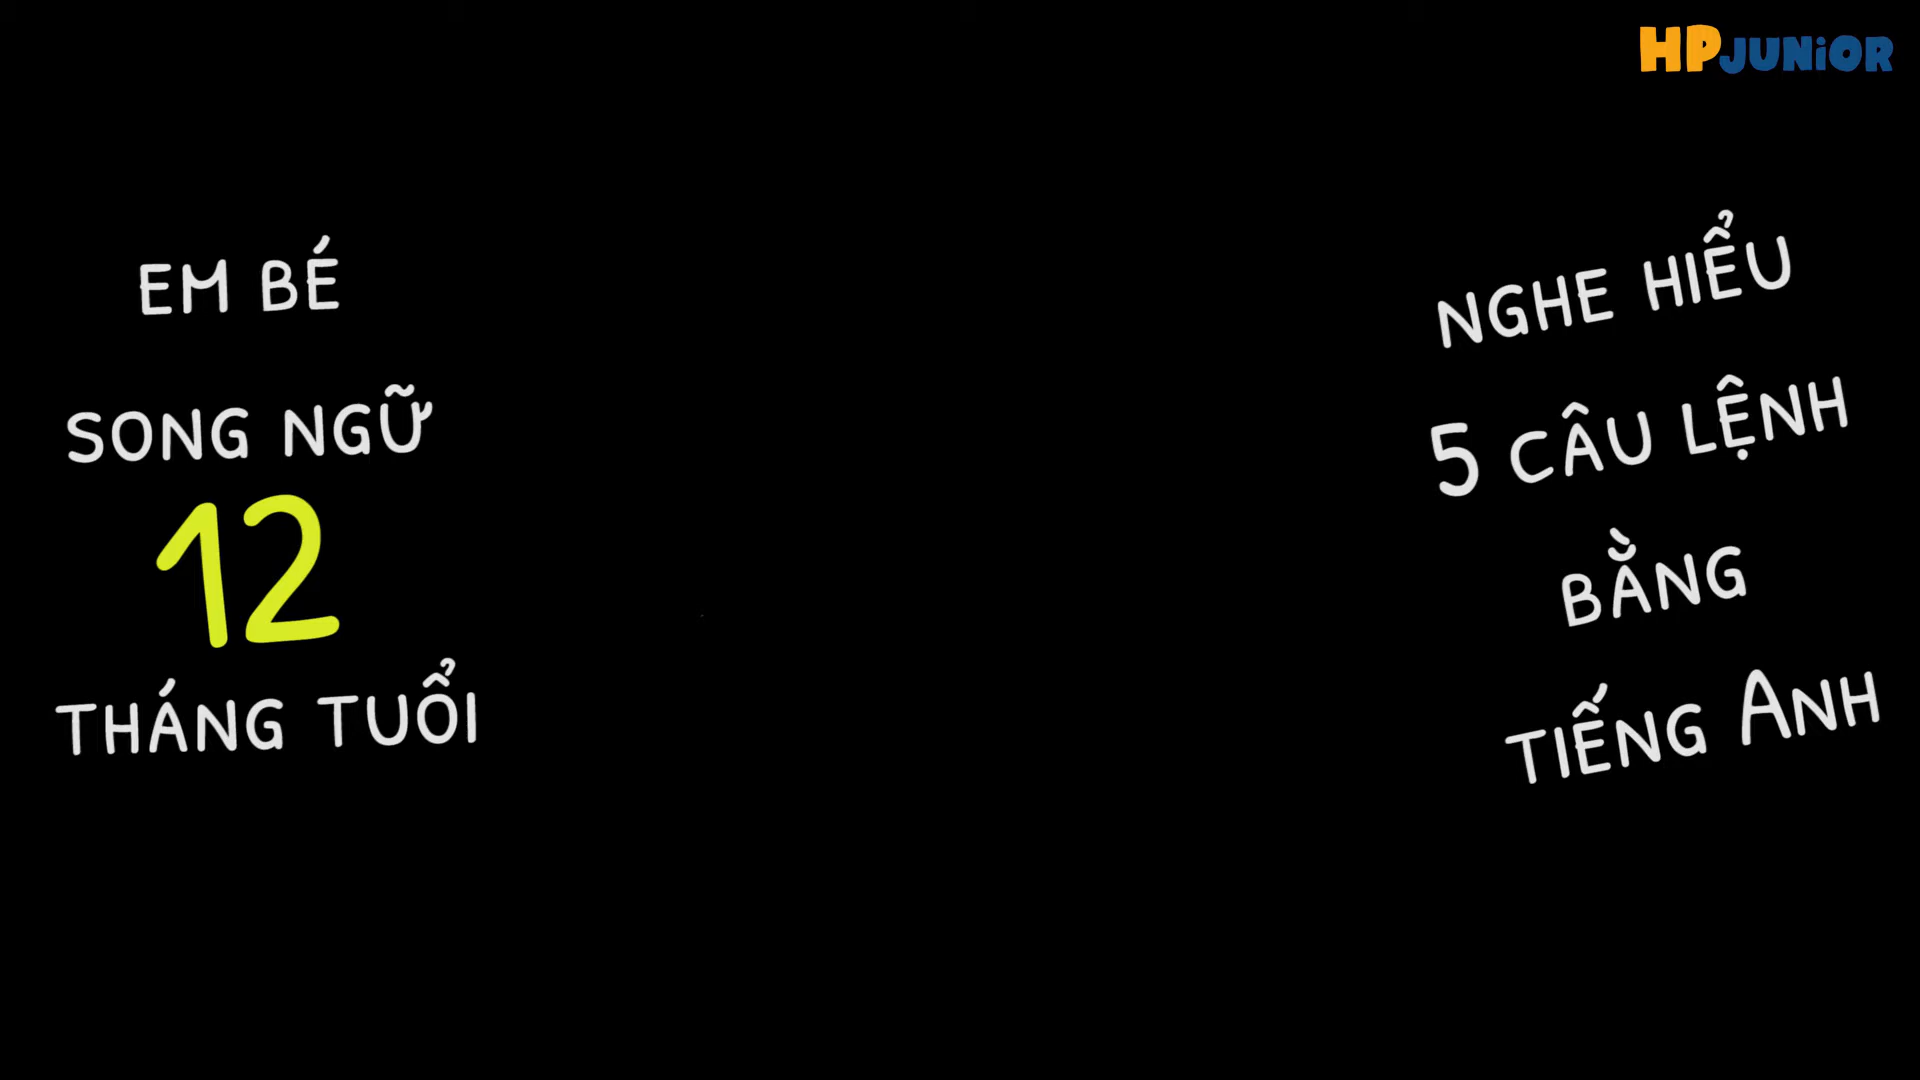 HPJUNiOR
EM BÉ
SONG NGỮ
12
THÁNG TUỔI
NGHE HIỂU
5 CÂU LỆNH
BẰNG
TIẾNG ANH